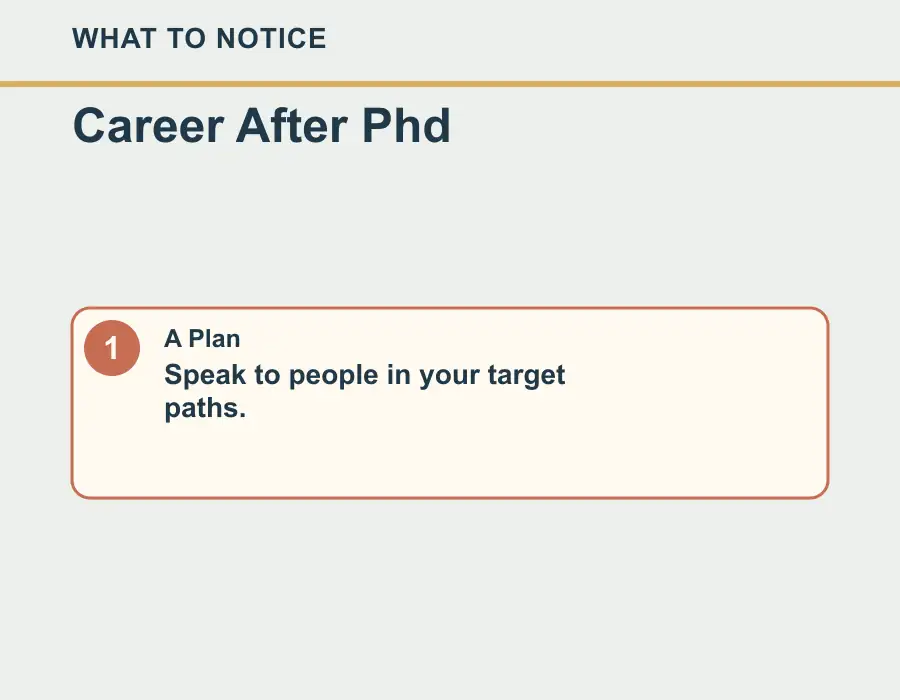 WHAT TO NOTICE
Career After Phd
1
A Plan
Speak to people in your target
paths.